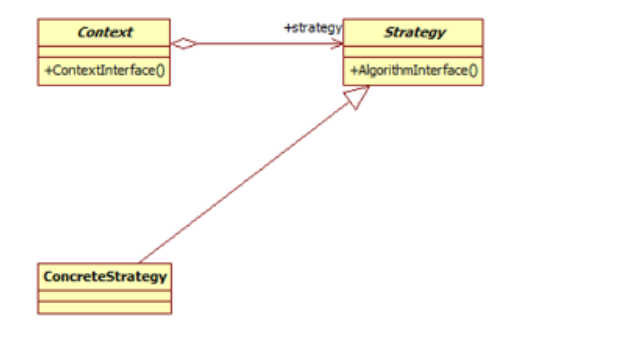 Context
+ContextInterface()
+strategy
Strategy
+AlgorithmInterface()
ConcreteStrategy